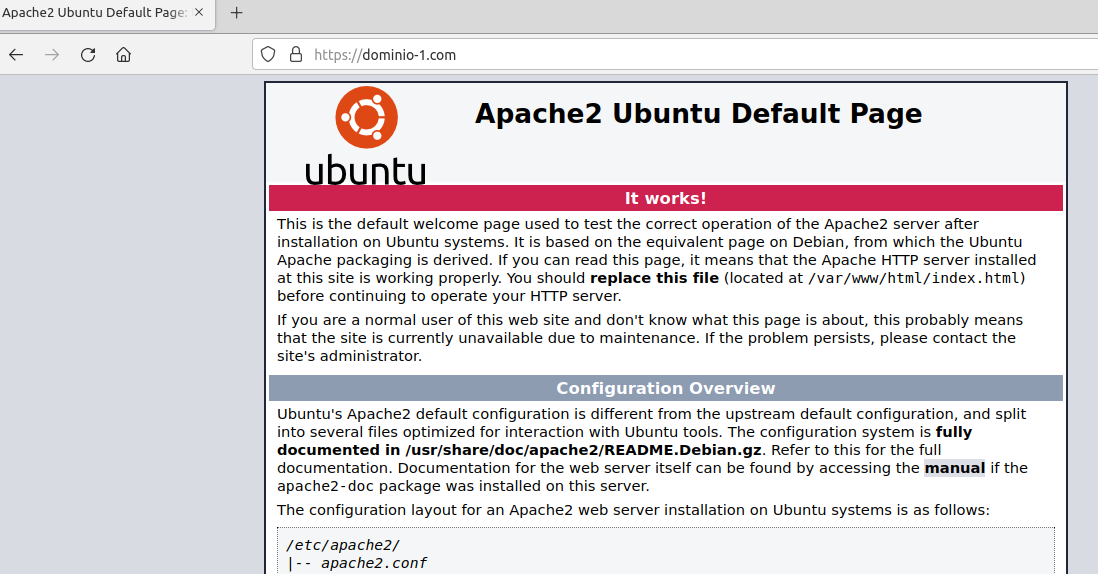 Apache2 Ubuntu Default Page:
https://dominio-1.com
ubuntu
Apache2 Ubuntu Default Page
It works!
This is the default welcome page used to test the correct operation of the Apache2 server after
installation on Ubuntu systems. It is based on the equivalent page on Debian, from which the Ubuntu
Apache packaging is derived. If you can read this page, it means that the Apache HTTP server installed
at this site is working properly. You should replace this file (located at /var/www/html/index.html)
before continuing to operate your HTTP server.
If you are a normal user of this web site and don't know what this page is about, this probably means
that the site is currently unavailable due to maintenance. If the problem persists, please contact the
site's administrator.
Configuration Overview
Ubuntu's Apache2 default configuration is different from the upstream default configuration, and split
into several files optimized for interaction with Ubuntu tools. The configuration system is fully
documented in /usr/share/doc/apache2/README.Debian.gz. Refer to this for the full
documentation. Documentation for the web server itself can be found by accessing the manual if the
apache2-doc package was installed on this server.
The configuration layout for an Apache2 web server installation on Ubuntu systems is as follows:
/etc/apache2/
|-- apache2.conf